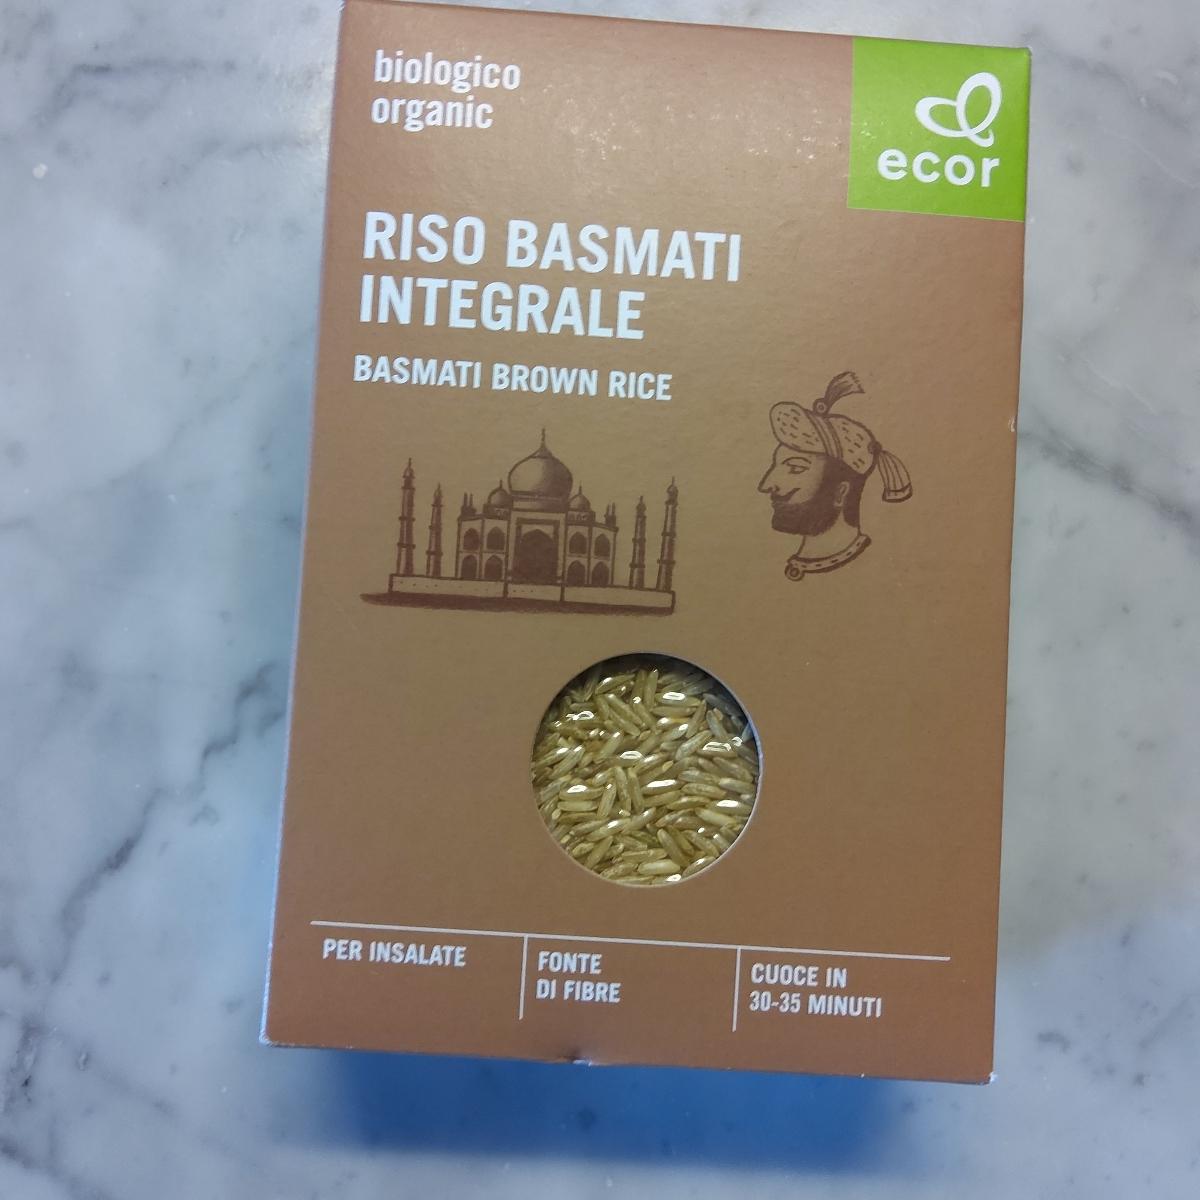 biologico
organic
ecor
RISO BASMATI
INTEGRALE
BASMATI BROWN RICE
PER INSALATE
FONTE
DI FIBRE
CUOCE IN
30-35 MINUTI